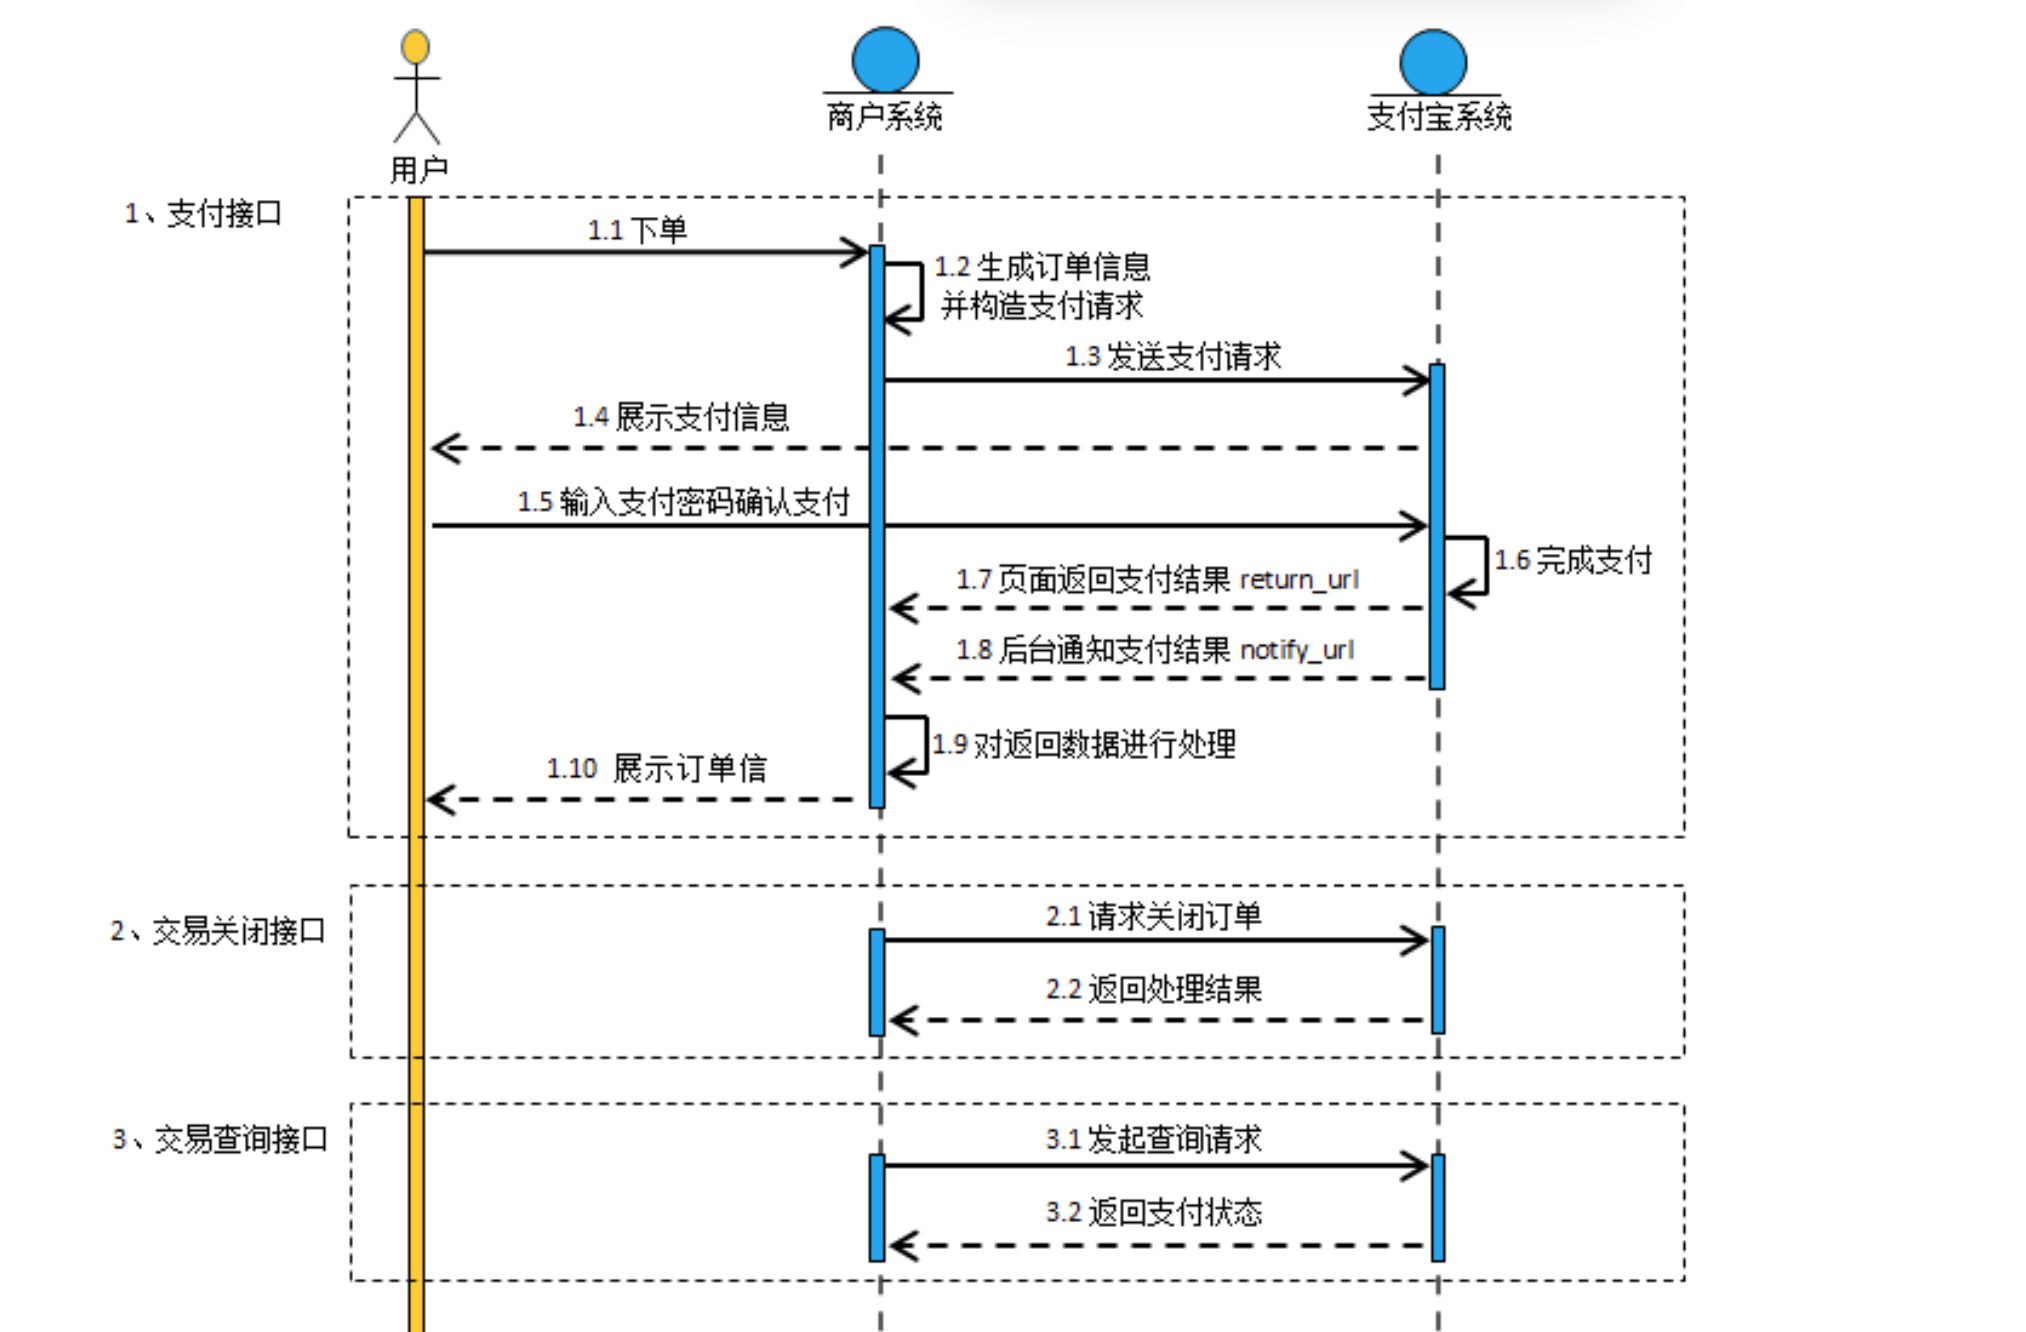 商户系统
支付宝系统
用户
1、支付接口
1.1 下单
1.2 生成订单信息
并构造支付请求
1.3 发送支付请求
1.4 展示支付信息
1.5 输入支付密码确认支付
1.6 完成支付
1.7 页面返回支付结果 return_url
1.8 后台通知支付结果 notify_url
1.9 对返回数据进行处理
1.10 展示订单信
2、交易关闭接口
2.1 请求关闭订单
2.2 返回处理结果
3、交易查询接口
3.1 发起查询请求
3.2 返回支付状态